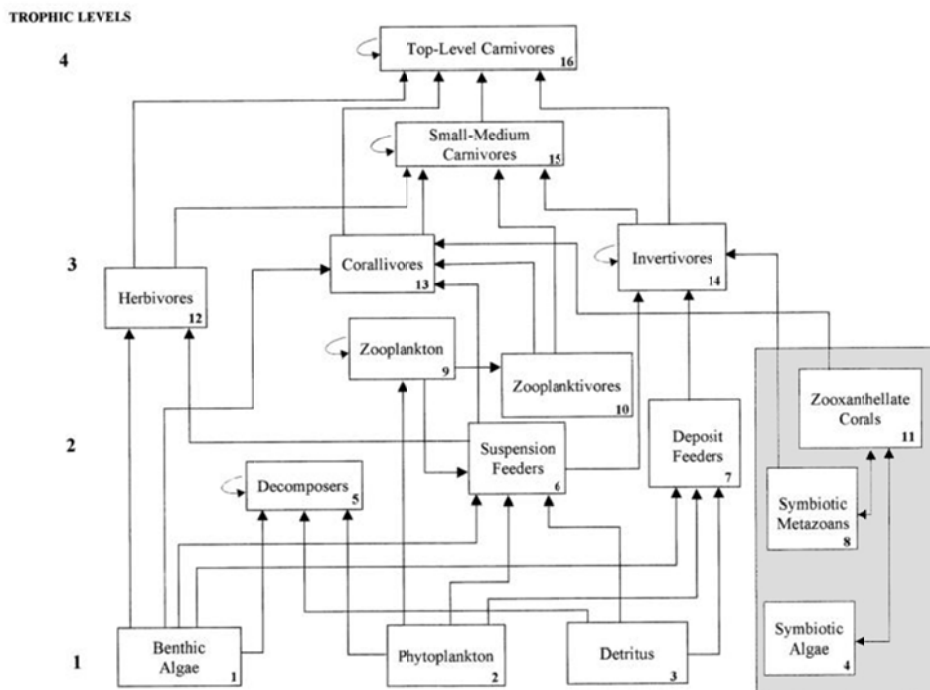 TROPHIC LEVELS
4
Top-Level Carnivores
16
Small-Medium
Carnivores
15
3
Corallivores
13
Invertivores
14
Herbivores
12
Zooplankton
9
Zooplanktivores
10
Zooxanthellate
Corals
11
2
Suspension
Feeders
6
Deposit
Feeders
7
Decomposers
5
Symbiotic
Metazoans
8
1
Benthic
Algae
1
Phytoplankton
2
Detritus
3
Symbiotic
Algae
4